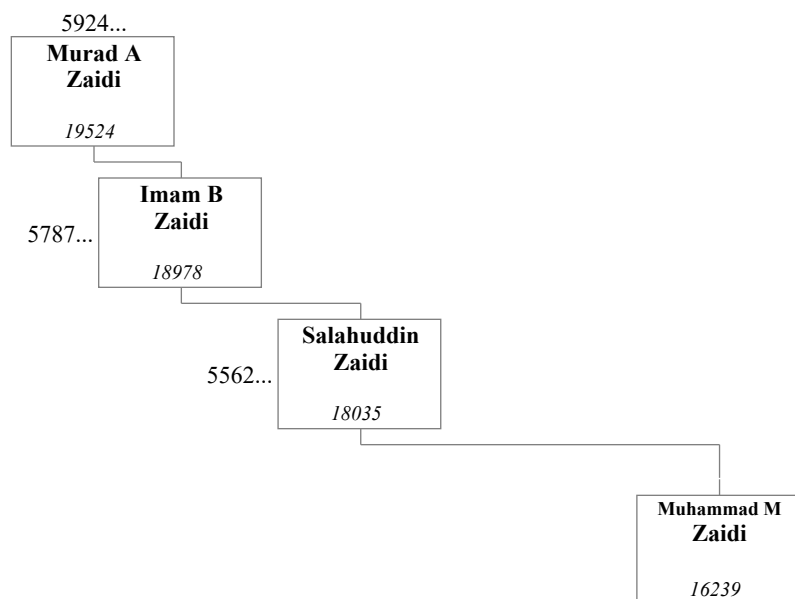 5924...
Murad A
Zaidi
19524
Imam B
Zaidi
5787...
18978
Salahuddin
Zaidi
5562...
18035
Muhammad M
Zaidi
16239